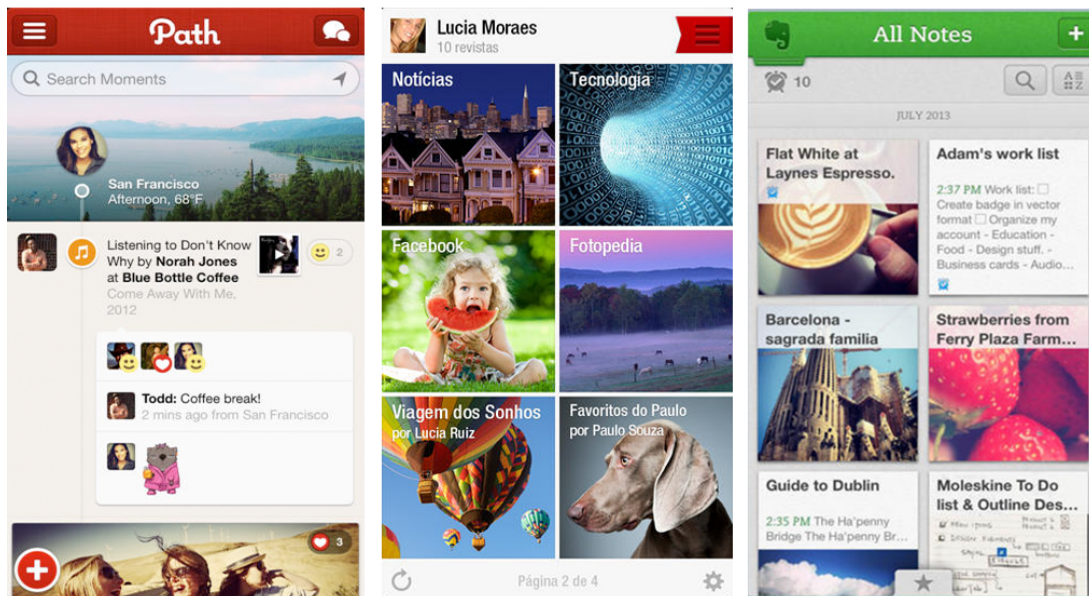 Path
Search Moments
San Francisco
Afternoon, 68°F
Listening to Don't Know
Why by Norah Jones
at Blue Bottle Coffee
Come Away With Me,
2012
2
Todd: Coffee break!
2 mins ago from San Francisco
3
Lucia Moraes
10 revistas
Notícias
Tecnologia
Facebook
Fotopedia
Viagem dos Sonhos
por Lucia Ruiz
Favoritos do Paulo
por Paulo Souza
Página 2 de 4
All Notes
10
A
Z
JULY 2013
Flat White at
Laynes Espresso.
Adam's work list
2:37 PM Work list:
Create badge in vector
format Organize my
account - Education -
Food - Design stuff. -
Business cards - Audio...
Barcelona -
sagrada familia
Strawberries from
Ferry Plaza Farm...
Guide to Dublin
2:35 PM The Ha'penny
Bridge The Ha'penny Br...
Moleskine To Do
list & Outline Des...